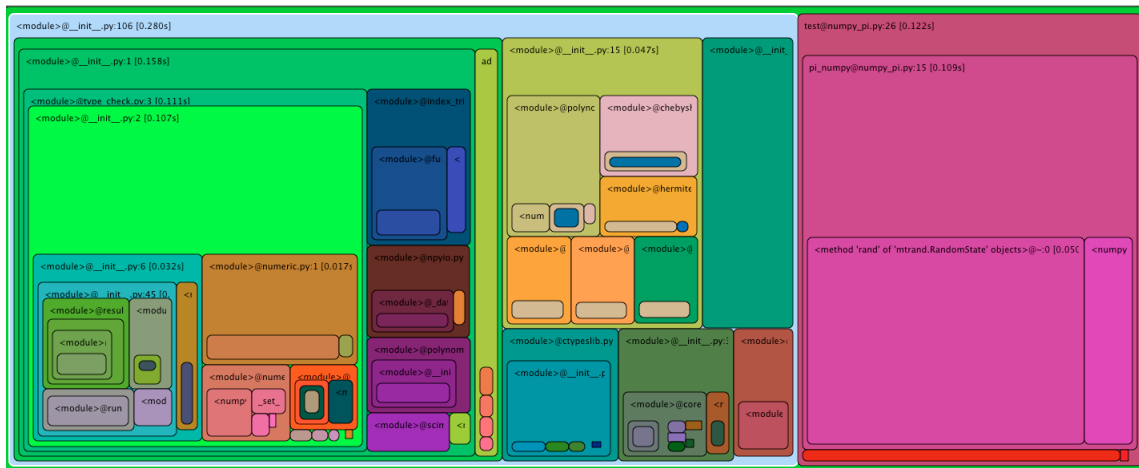 <module>@__init__.py:106 [0.280s]
test@numpy_pi.py:26 [0.122s]
<module>@__init__.py:1 [0.158s]
ad
<module>@__init__.py:15 [0.047s]
<module>@__init_
pi_numpy@numpy_pi.py:15 [0.109s]
<module>@type_check.py:3 [0.111s]
<module>@index_tri
<module>@polync
<module>@chebysh
<module>@__init__.py:2 [0.107s]
<module>@fu
<
<module>@hermite
<num
<module>@
<module>@
<module>@
<method 'rand' of 'mtrand.RandomState' objects>@~:0 [0.050
<numpy
<module>@npyio.py
<module>@__init__.py:6 [0.032s]
<module>@numeric.py:1 [0.017s
<module>@__init__.py:45 [0.
<module>@_da
<module>@resul
<modu
<module>@polynom
<module>@ctypeslib.py
<module>@__init__.py:3
<module>@__ini
<module>@__init__.p
<module>@nume
<module>@
<mod
<module>@run
<nump
_set_
<module>@core
<module>@scim
<module